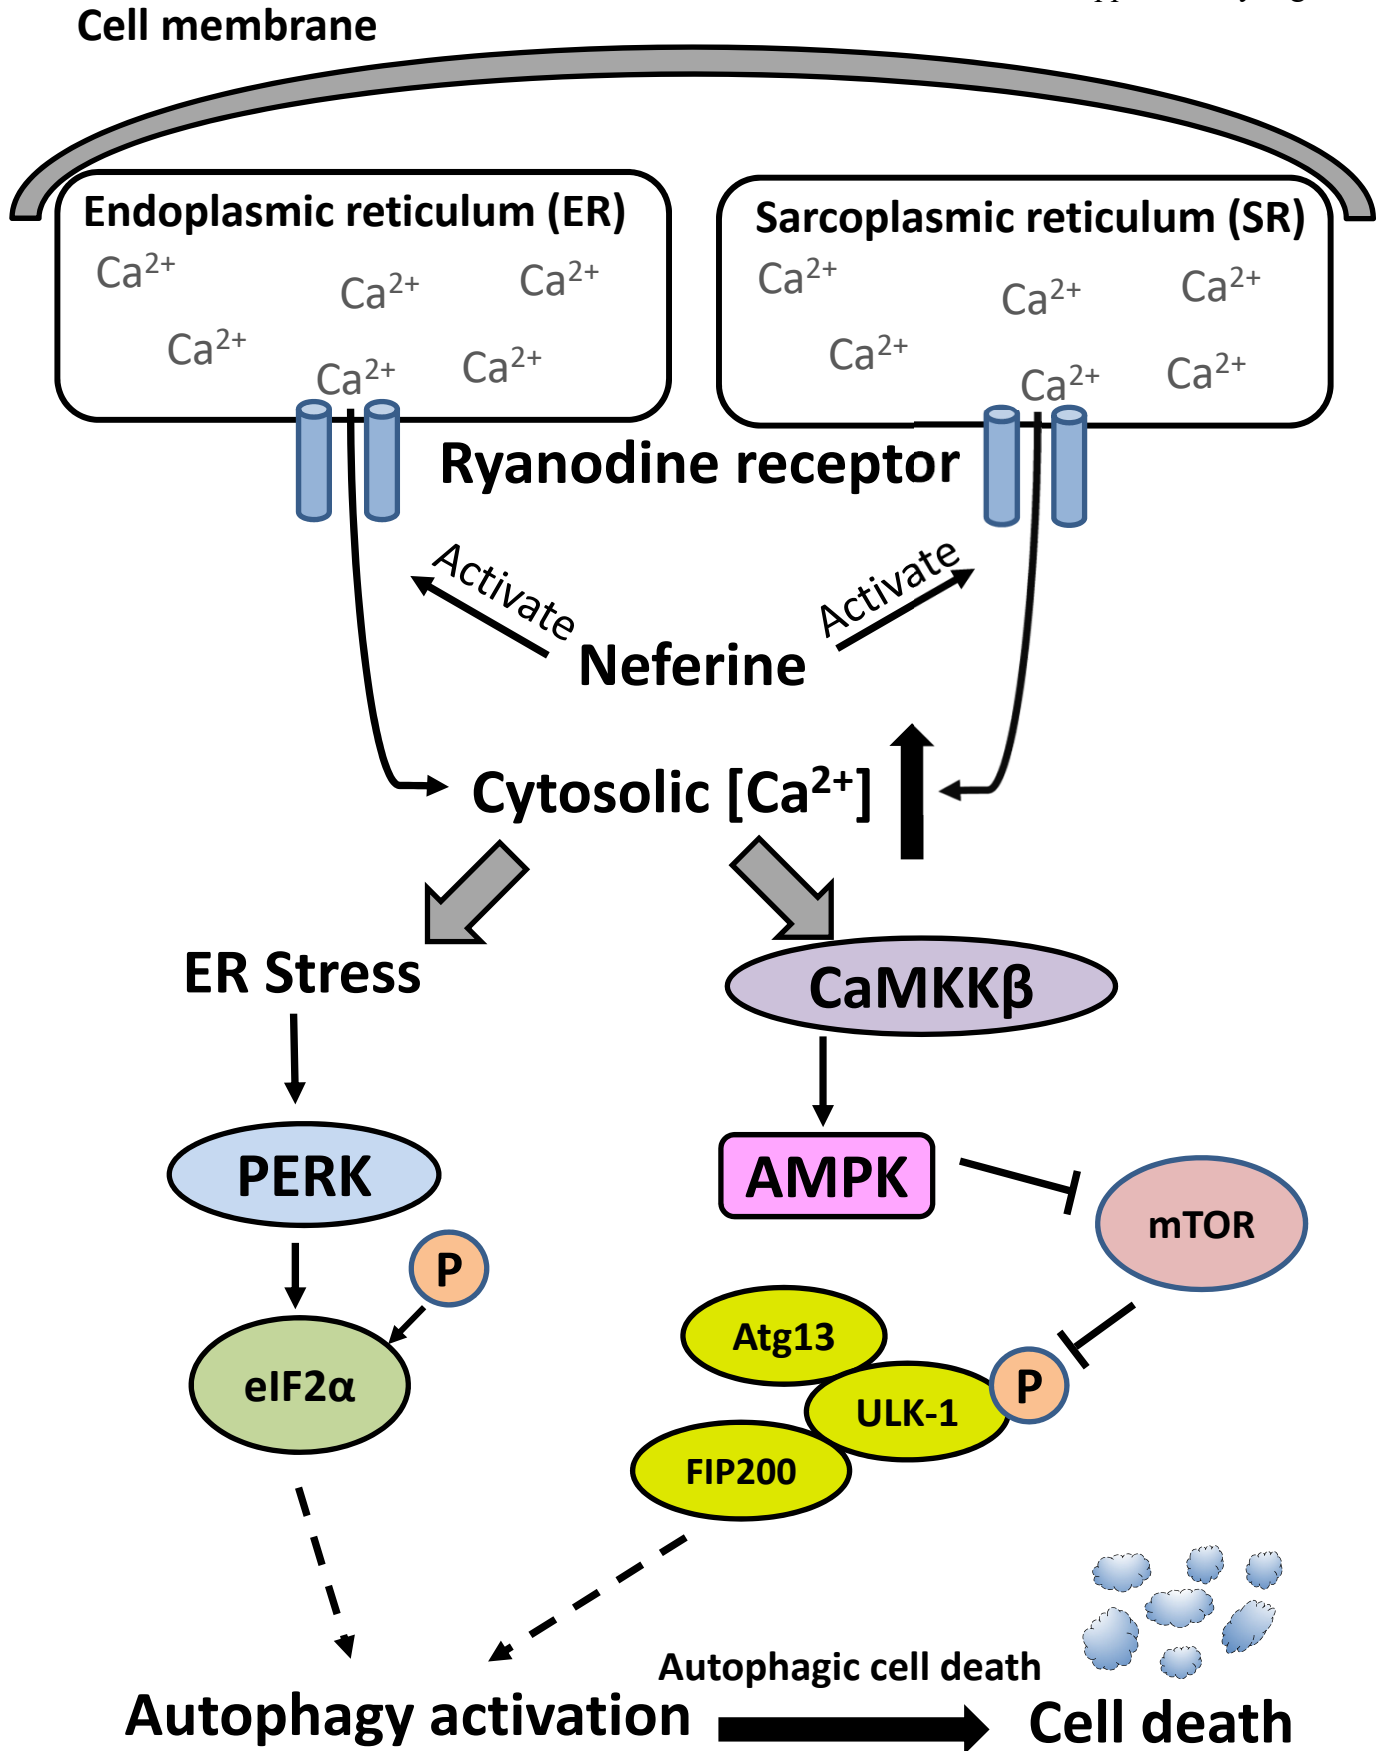 Cell membrane
Endoplasmic reticulum (ER)
Sarcoplasmic reticulum (SR)
Ca²⁺
Ca²⁺
Ca²⁺
Ca²⁺
Ca²⁺
Ca²⁺
Ca²⁺
Ca²⁺
Ca²⁺
Ca²⁺
Ca²⁺
Ca²⁺
Ryanodine receptor
Activate
Activate
Neferine
Cytosolic [Ca²⁺]
ER Stress
CaMKKβ
PERK
AMPK
mTOR
P
eIF2α
Atg13
ULK-1
P
FIP200
Autophagic cell death
Autophagy activation
Cell death